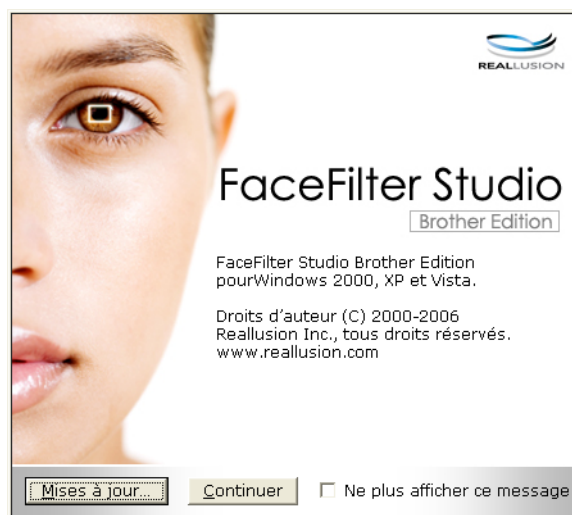 REALLUSION
FaceFilter Studio
Brother Edition
FaceFilter Studio Brother Edition
pourWindows 2000, XP et Vista.
Droits d'auteur (C) 2000-2006
Reallusion Inc., tous droits réservés.
www.reallusion.com
Mises à jour...
Continuer
Ne plus afficher ce message